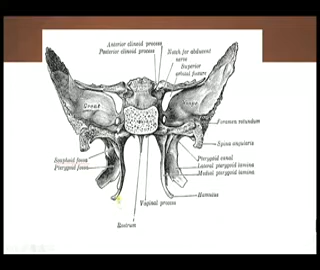 Anterior clinoid process
Posterior clinoid process
Notch for abducent
nerve
Superior
orbital fissure
Great
Foramen rotundum
Spina angularis
Pterygoid canal
Lateral pterygoid lamina
Medial pterygoid lamina
Hamulus
Scaphoid fossa
Pterygoid fossa
Vaginal process
Rostrum